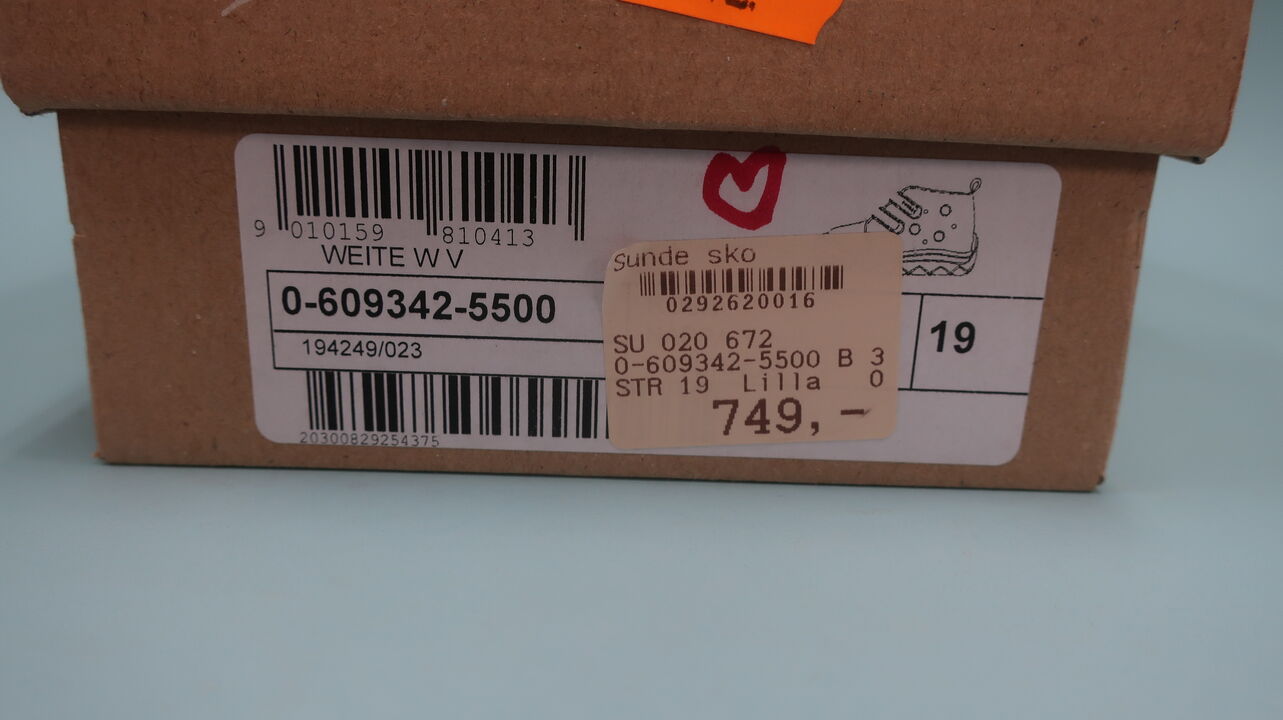 9 010159 810413
WEITE W V
0-609342-5500
194249/023
20300829254375
19
Sunde sko
0292620016
SU 020 672
0-609342-5500 B 3
STR 19 Lilla 0
749,-